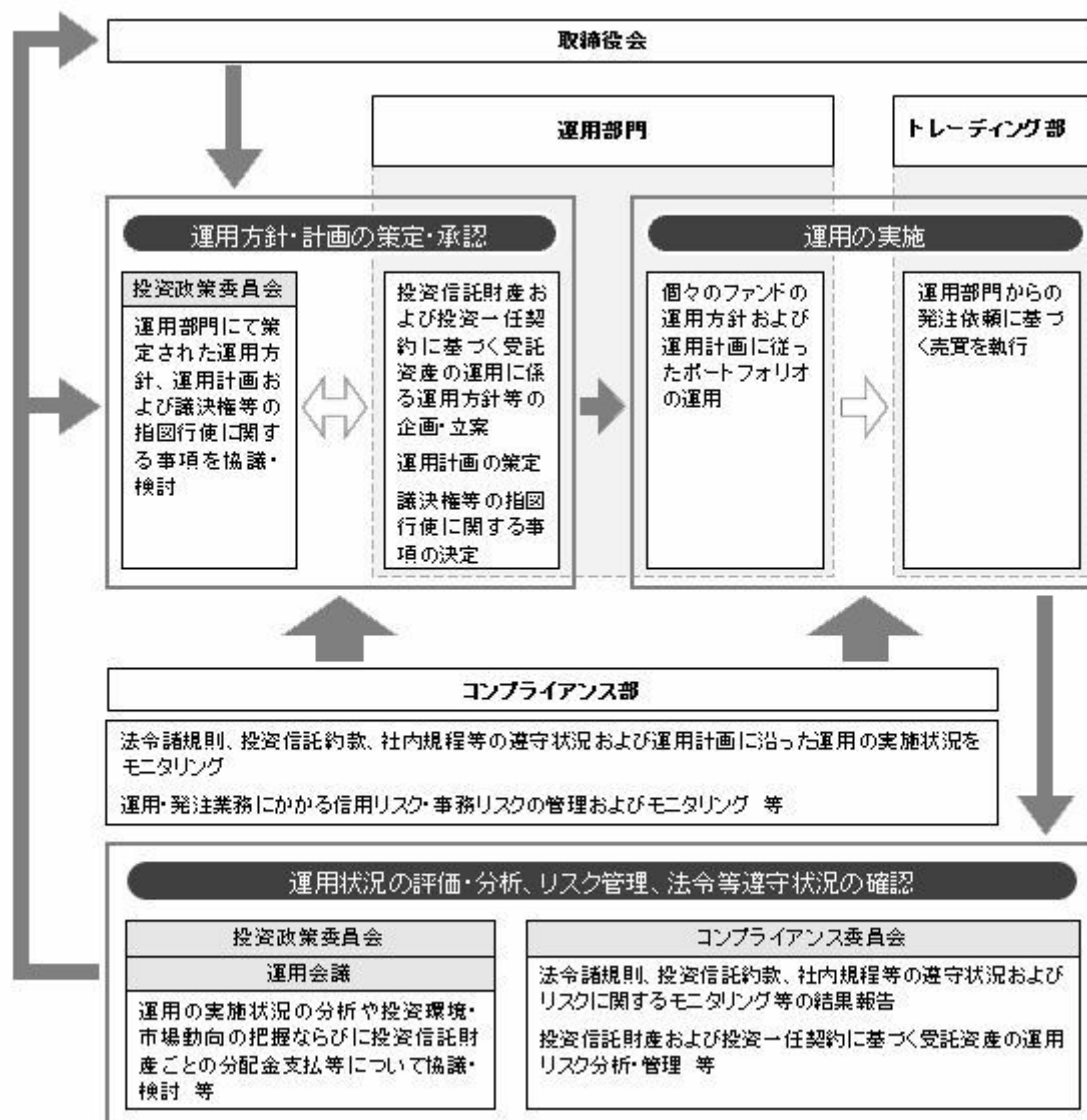 取締役会
運用部門
トレーディング部
運用方針･計画の策定･承認
投資政策委員会
運用部門にて策
定された運用方
針、運用計画お
よび議決権等の
指図行使に関す
る事項を協議･
検討
投資信託財産お
よび投資一任契
約に基づく受託
資産の運用に係
る運用方針等の
企画･立案
運用計画の策定
議決権等の指図
行使に関する事
項の決定
運用の実施
個々のファンドの
運用方針および
運用計画に従っ
たポートフォリオ
の運用
運用部門からの
発注依頼に基づ
く売買を執行
コンプライアンス部
法令諸規則、投資信託約款、社内規程等の遵守状況および運用計画に沿った運用の実施状況を
モニタリング
運用･発注業務にかかる信用リスク･事務リスクの管理およびモニタリング 等
運用状況の評価･分析、リスク管理、法令等遵守状況の確認
投資政策委員会
運用会議
運用の実施状況の分析や投資環境･
市場動向の把握ならびに投資信託財
産ごとの分配金支払等について協議･
検討 等
コンプライアンス委員会
法令諸規則、投資信託約款、社内規程等の遵守状況および
リスクに関するモニタリング等の結果報告
投資信託財産および投資一任契約に基づく受託資産の運用
リスク分析･管理 等